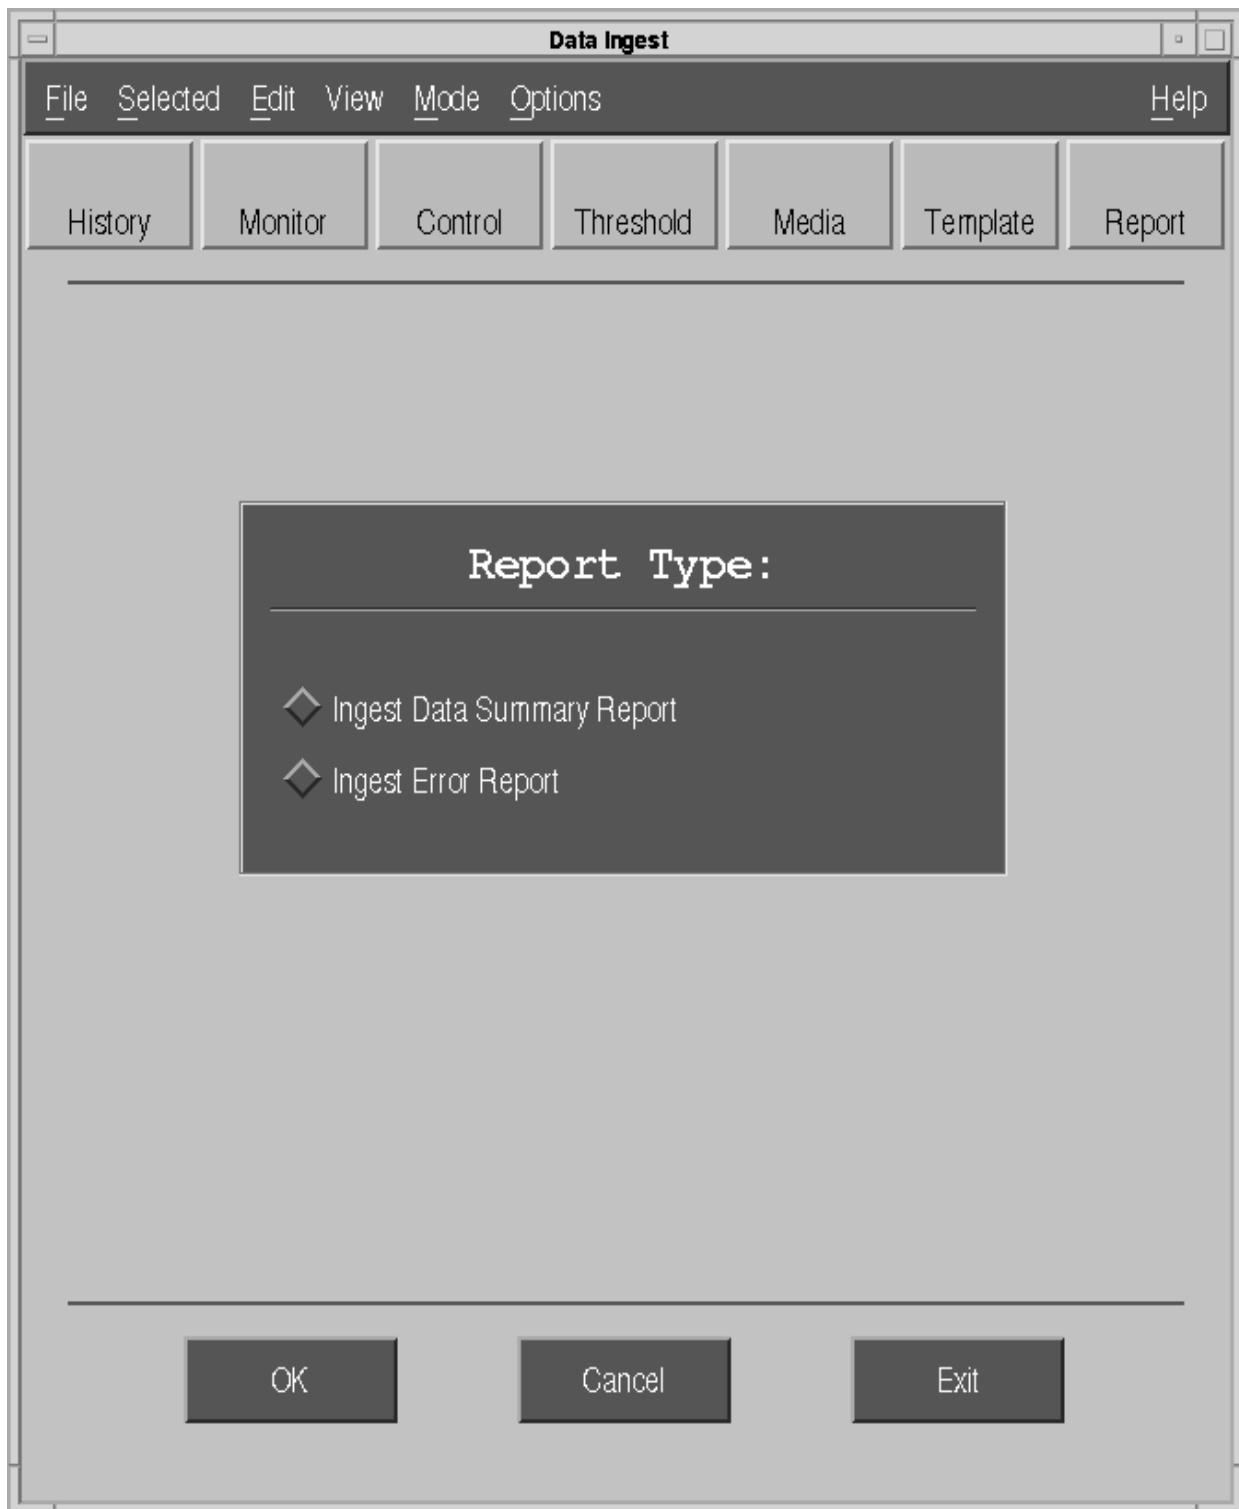 Data Ingest
File Selected Edit View Mode Options Help
History Monitor Control Threshold Media Template Report
Report Type:
Ingest Data Summary Report
Ingest Error Report
OK Cancel Exit